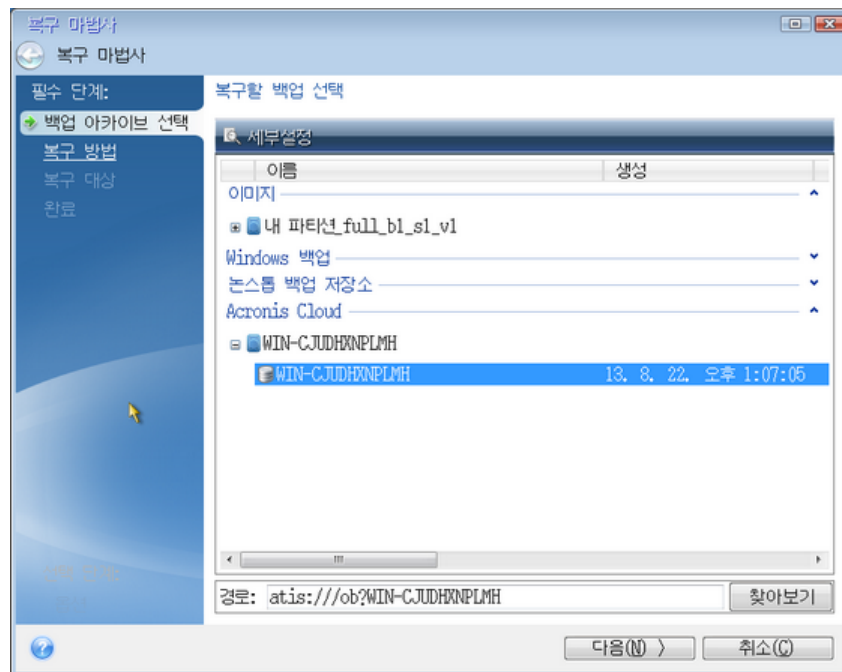 복구 마법사
복구 마법사
필수 단계:
백업 아카이브 선택
복구 방법
복구 대상
완료
복구할 백업 선택
세부설정
이름 생성
이미지
내 파티션_full_b1_s1_v1
Windows 백업
논스톱 백업 저장소
Acronis Cloud
WIN-CJUDHXNPLMH
WIN-CJUDHXNPLMH 13. 8. 22. 오후 1:07:05
경로: atis:///ob?WIN-CJUDHXNPLMH 찾아보기
다음(N) > 취소(C)